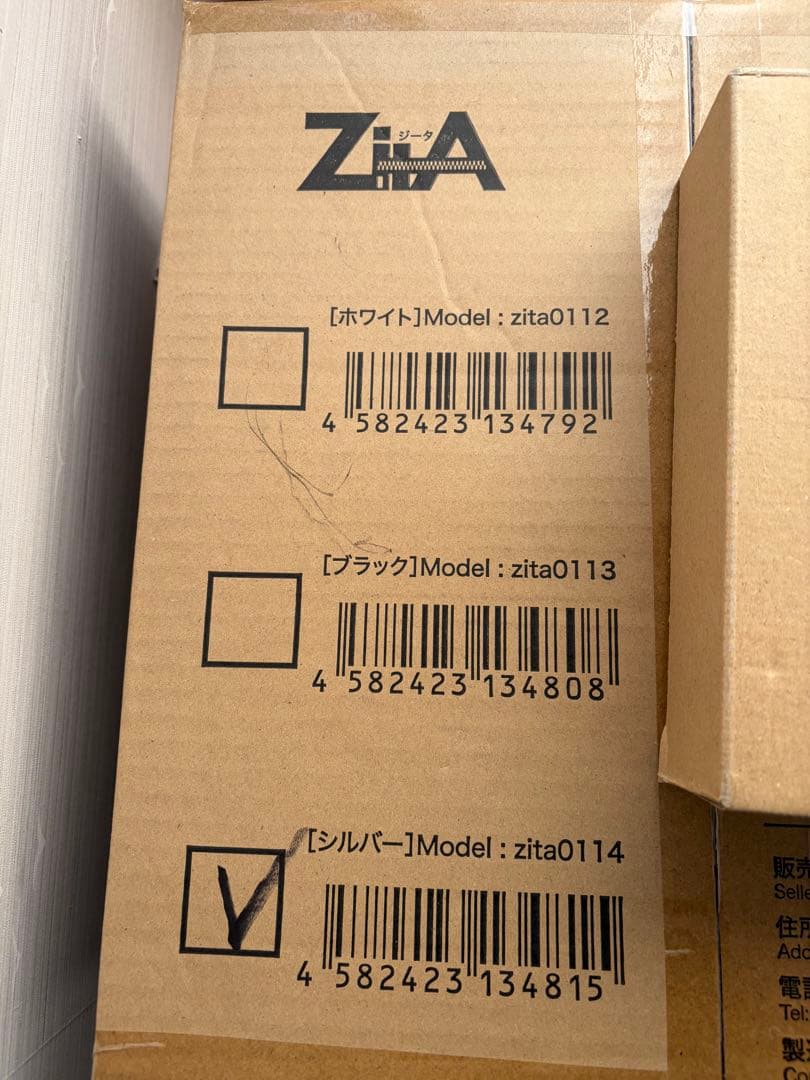 ZitA
ジータ
[ホワイト]Model : zita0112
4 582423 134792
[ブラック]Model : zita0113
4 582423 134808
[シルバー]Model : zita0114
4 582423 134815
販売
Selle
住所
Add
電話
Tel:
製造
Co